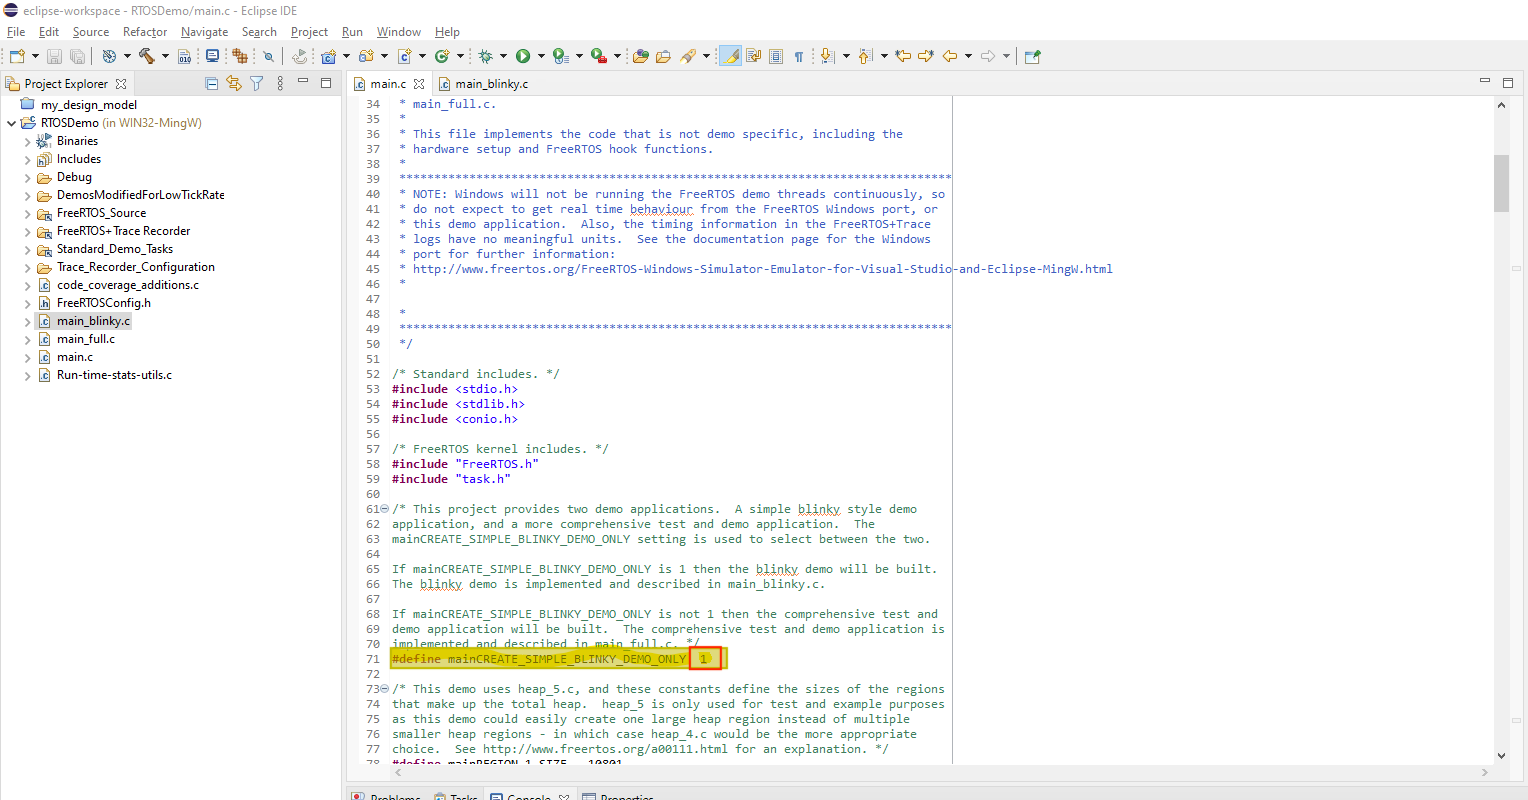 eclipse-workspace - RTOSDemo/main.c - Eclipse IDE
File Edit Source Refactor Navigate Search Project Run Window Help
Project Explorer
main.c
main_blinky.c
my_design_model
RTOSDemo (in WIN32-MingW)
Binaries
Includes
Debug
DemosModifiedForLowTickRate
FreeRTOS_Source
FreeRTOS+Trace Recorder
Standard_Demo_Tasks
Trace_Recorder_Configuration
code_coverage_additions.c
FreeRTOSConfig.h
main_blinky.c
main_full.c
main.c
Run-time-stats-utils.c
34 * main_full.c.
35 *
36 * This file implements the code that is not demo specific, including the
37 * hardware setup and FreeRTOS hook functions.
38 *
39 *******************************************************************************
40 * NOTE: Windows will not be running the FreeRTOS demo threads continuously, so
41 * do not expect to get real time behaviour from the FreeRTOS Windows port, or
42 * this demo application.  Also, the timing information in the FreeRTOS+Trace
43 * logs have no meaningful units.  See the documentation page for the Windows
44 * port for further information:
45 * http://www.freertos.org/FreeRTOS-Windows-Simulator-Emulator-for-Visual-Studio-and-Eclipse-MingW.html
46 *
47
48 *
49 *******************************************************************************
50 */
51
52 /* Standard includes. */
53 #include <stdio.h>
54 #include <stdlib.h>
55 #include <conio.h>
56
57 /* FreeRTOS kernel includes. */
58 #include "FreeRTOS.h"
59 #include "task.h"
60
61 /* This project provides two demo applications.  A simple blinky style demo
62 application, and a more comprehensive test and demo application.  The
63 mainCREATE_SIMPLE_BLINKY_DEMO_ONLY setting is used to select between the two.
64
65 If mainCREATE_SIMPLE_BLINKY_DEMO_ONLY is 1 then the blinky demo will be built.
66 The blinky demo is implemented and described in main_blinky.c.
67
68 If mainCREATE_SIMPLE_BLINKY_DEMO_ONLY is not 1 then the comprehensive test and
69 demo application will be built.  The comprehensive test and demo application is
70 implemented and described in main_full.c. */
71 #define mainCREATE_SIMPLE_BLINKY_DEMO_ONLY 1
72
73 /* This demo uses heap_5.c, and these constants define the sizes of the regions
74 that make up the total heap.  heap_5 is only used for test and example purposes
75 as this demo could easily create one large heap region instead of multiple
76 smaller heap regions - in which case heap_4.c would be the more appropriate
77 choice.  See http://www.freertos.org/a00111.html for an explanation. */
78 #define mainREGION_1_SIZE 10801
Problems Tasks Console Properties